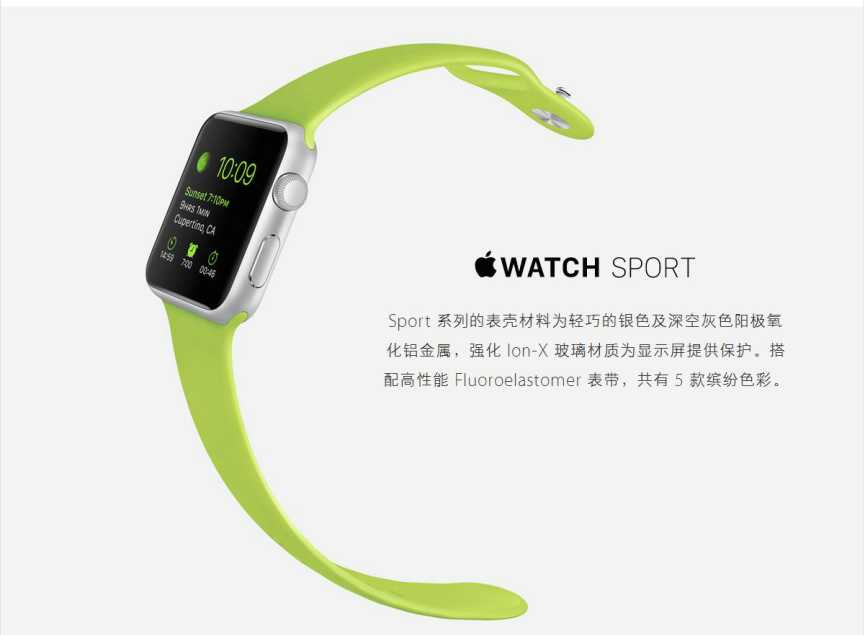 10:09
Sunset 7:10PM
9HRS 1MIN
Cupertino, CA
14:59 7:00 00:46
WATCH SPORT
Sport 系列的表壳材料为轻巧的银色及深空灰色阳极氧
化铝金属，强化 Ion-X 玻璃材质为显示屏提供保护。搭
配高性能 Fluoroelastomer 表带，共有 5 款缤纷色彩。